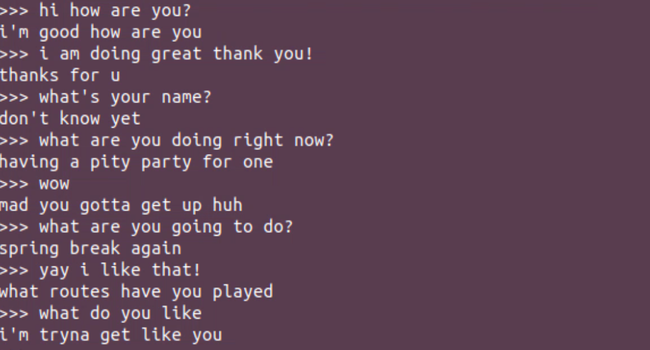 >>> hi how are you?
i'm good how are you
>>> i am doing great thank you!
thanks for u
>>> what's your name?
don't know yet
>>> what are you doing right now?
having a pity party for one
>>> wow
mad you gotta get up huh
>>> what are you going to do?
spring break again
>>> yay i like that!
what routes have you played
>>> what do you like
i'm tryna get like you